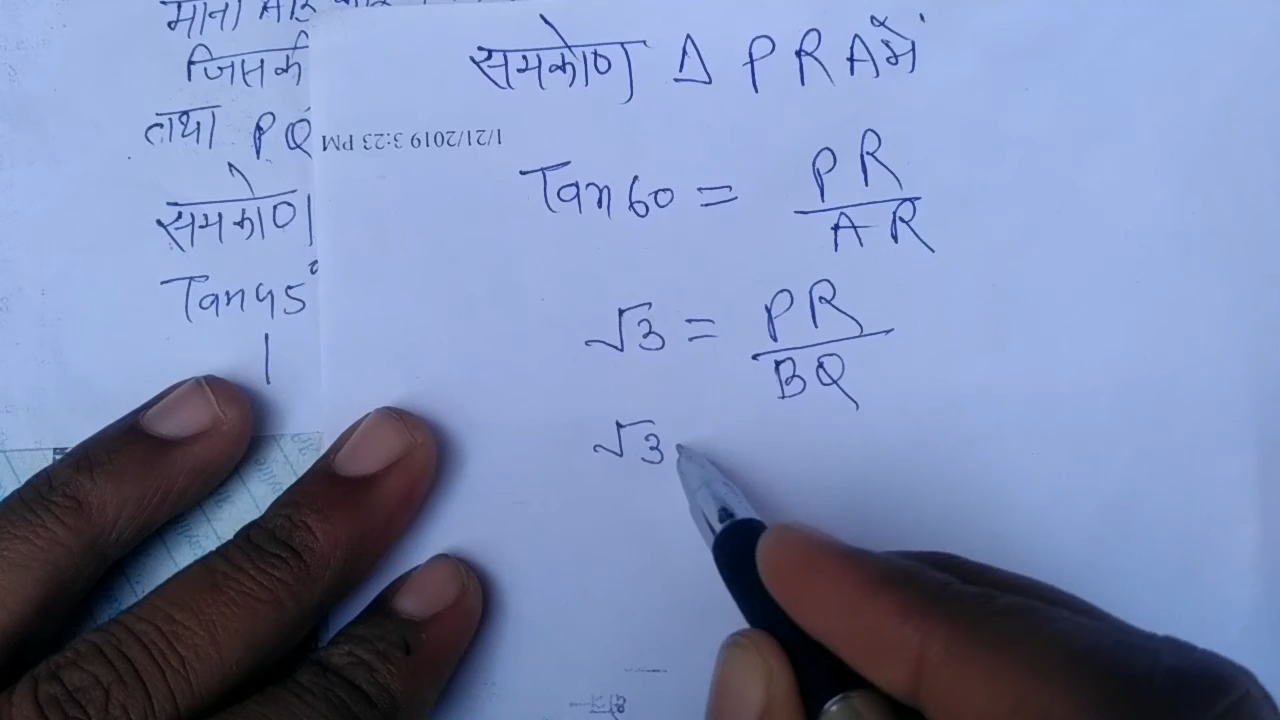 माना
जिसकी
तथा PQ
समकोण
Tan45°
1
समकोण Δ PRA में
1/21/2019 3:23 PM
Tan60 = PR
AR
√3 = PR
BQ
√3